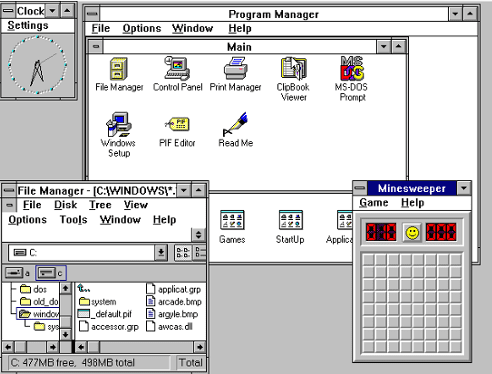 Clock
Settings
Program Manager
File Options Window Help
Main
File Manager
Control Panel
Print Manager
ClipBook
Viewer
MS-DOS
Prompt
MS
DOS
Windows
Setup
PIF Editor
Read Me
Games
StartUp
Applica
File Manager - [C:\WINDOWS\*.
File Disk Tree View
Options Tools Window Help
C:
a
c
dos
old_do
window
sys
system
_default.pif
accessor.grp
applicat.grp
arcade.bmp
argyle.bmp
awcas.dll
C: 477MB free, 498MB total
Total
Minesweeper
Game Help
010
000